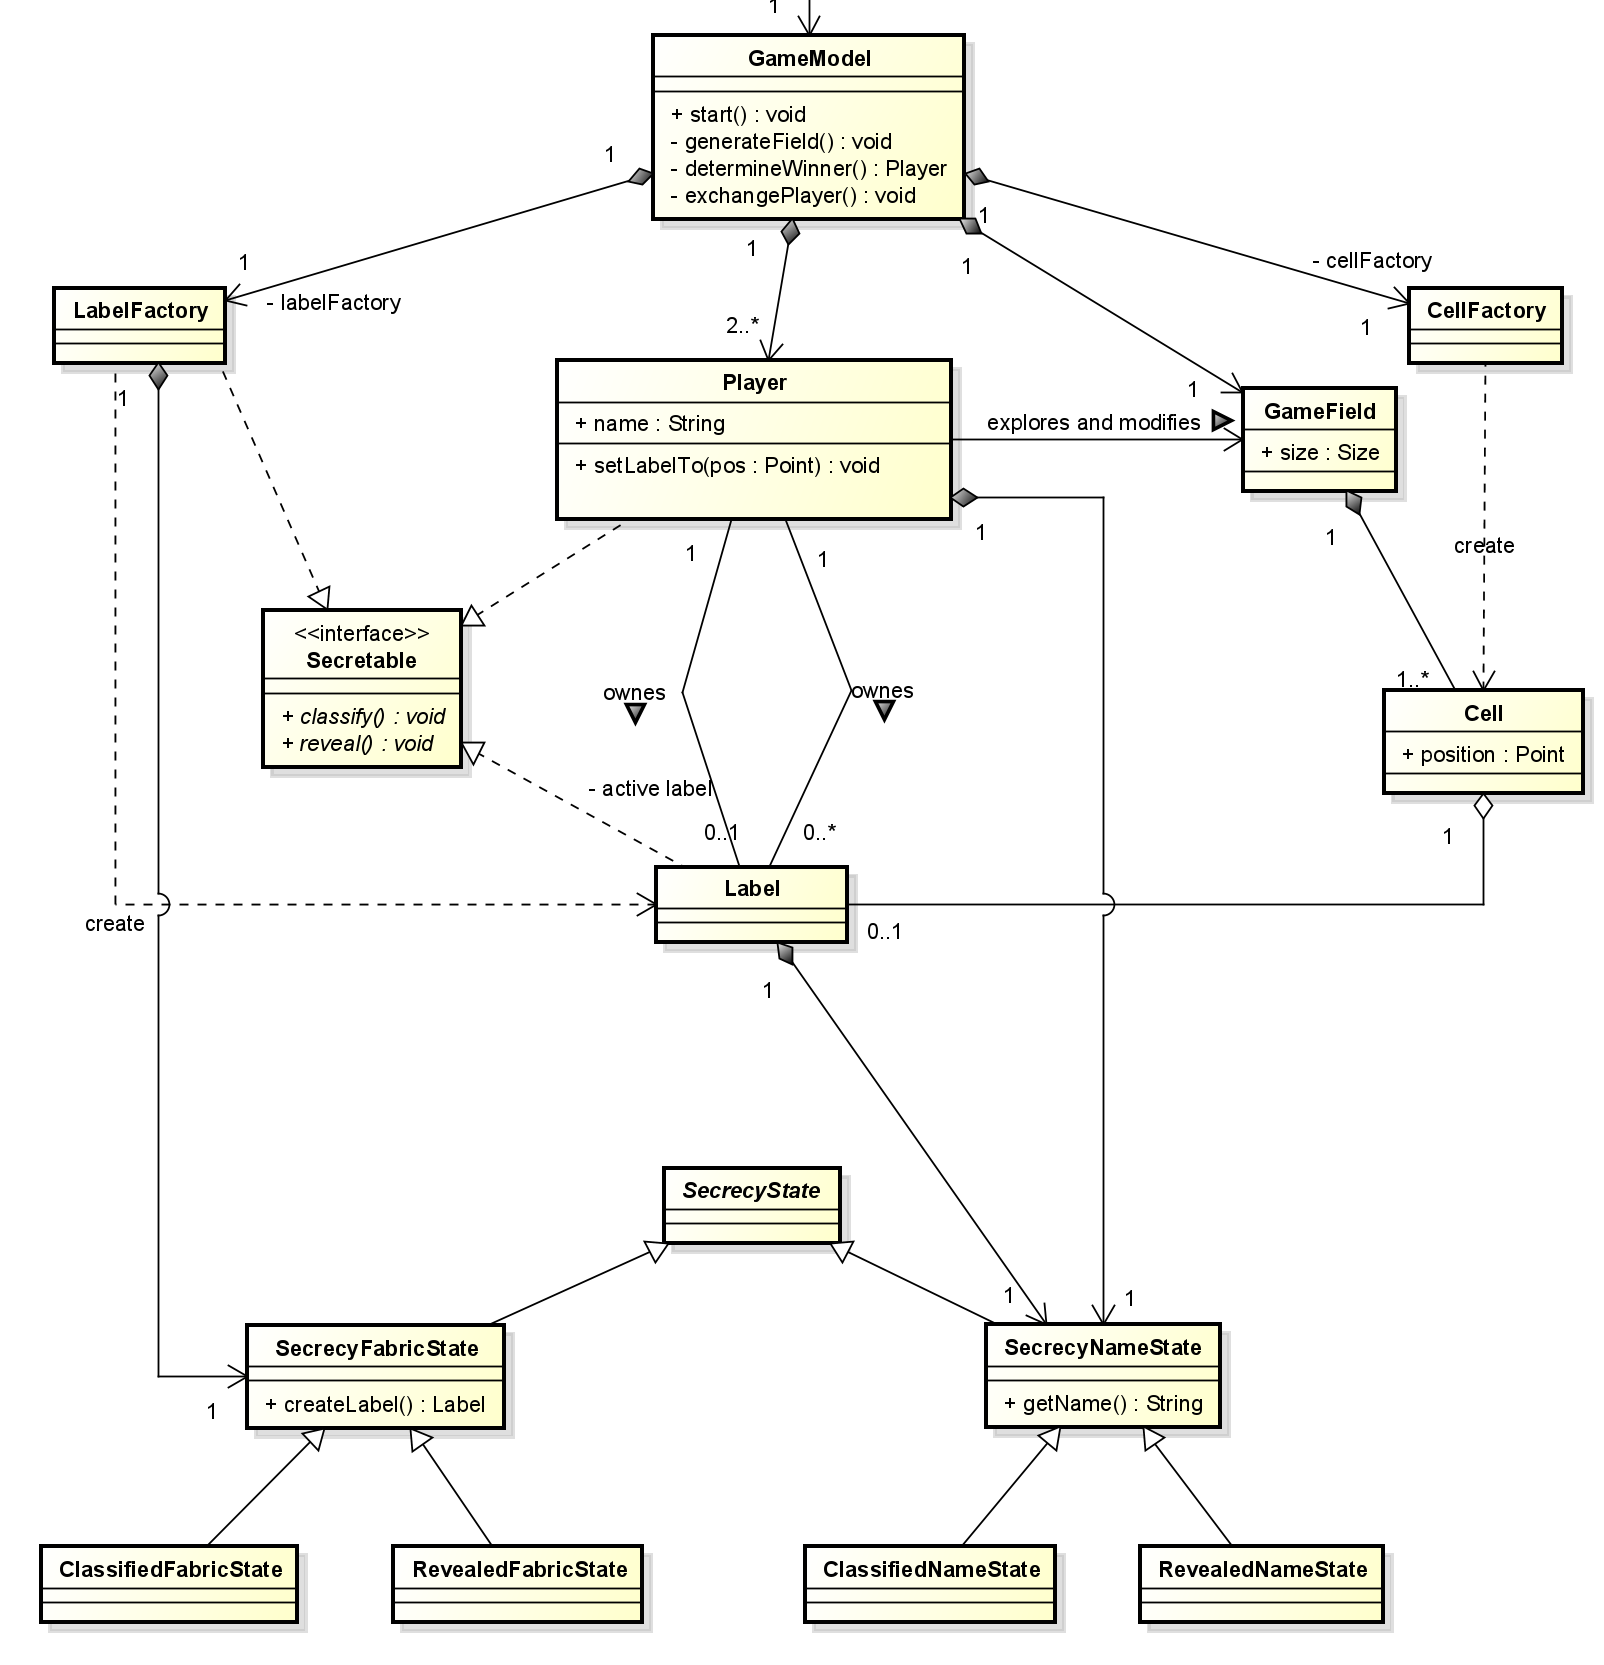 1
GameModel
+ start() : void
- generateField() : void
- determineWinner() : Player
- exchangePlayer() : void
1
1
1
1
1
- labelFactory
- cellFactory
1
2..*
1
LabelFactory
1
CellFactory
Player
+ name : String
+ setLabelTo(pos : Point) : void
explores and modifies
GameField
+ size : Size
1
1
1
1
create
<<interface>>
Secretable
+ classify() : void
+ reveal() : void
ownes
ownes
1..*
Cell
+ position : Point
- active label
0..1
0..*
1
Label
create
0..1
1
SecrecyState
1
1
SecrecyFabricState
+ createLabel() : Label
1
SecrecyNameState
+ getName() : String
ClassifiedFabricState
RevealedFabricState
ClassifiedNameState
RevealedNameState